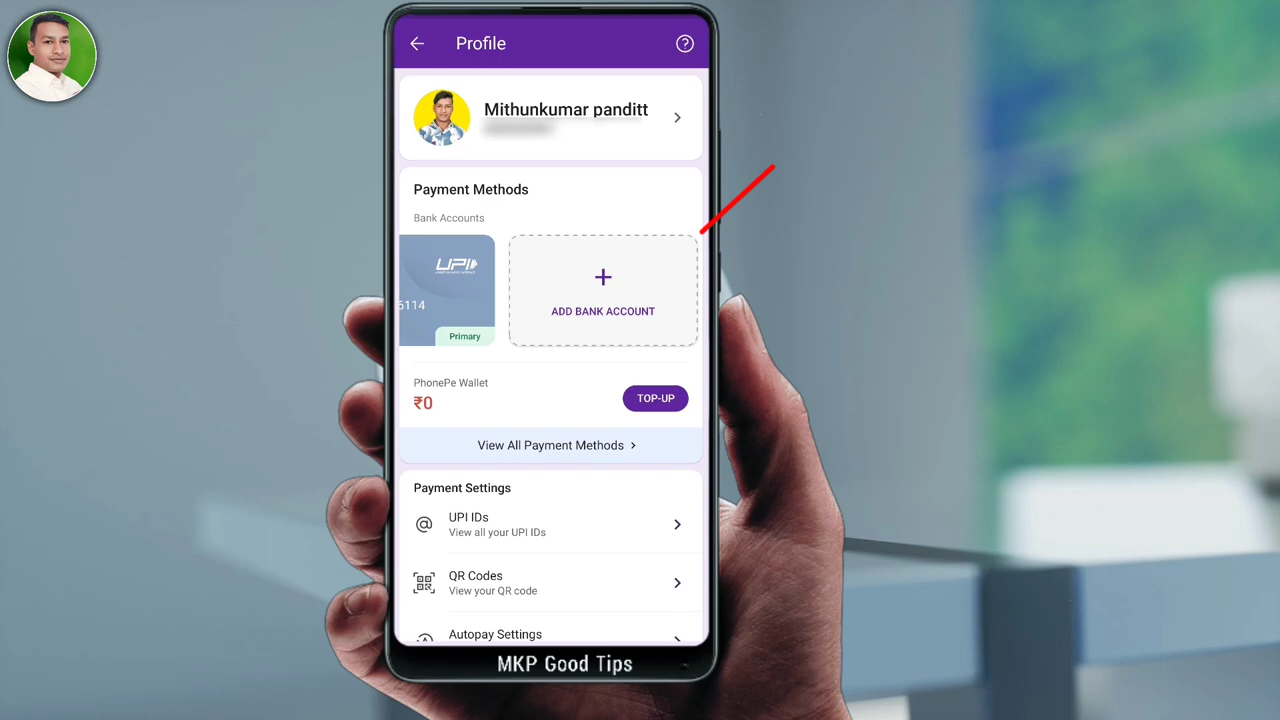 Profile
Mithunkumar panditt
Payment Methods
Bank Accounts
UPI
6114
Primary
+
ADD BANK ACCOUNT
PhonePe Wallet
₹0
TOP-UP
View All Payment Methods
Payment Settings
UPI IDs
View all your UPI IDs
QR Codes
View your QR code
Autopay Settings
MKP Good Tips